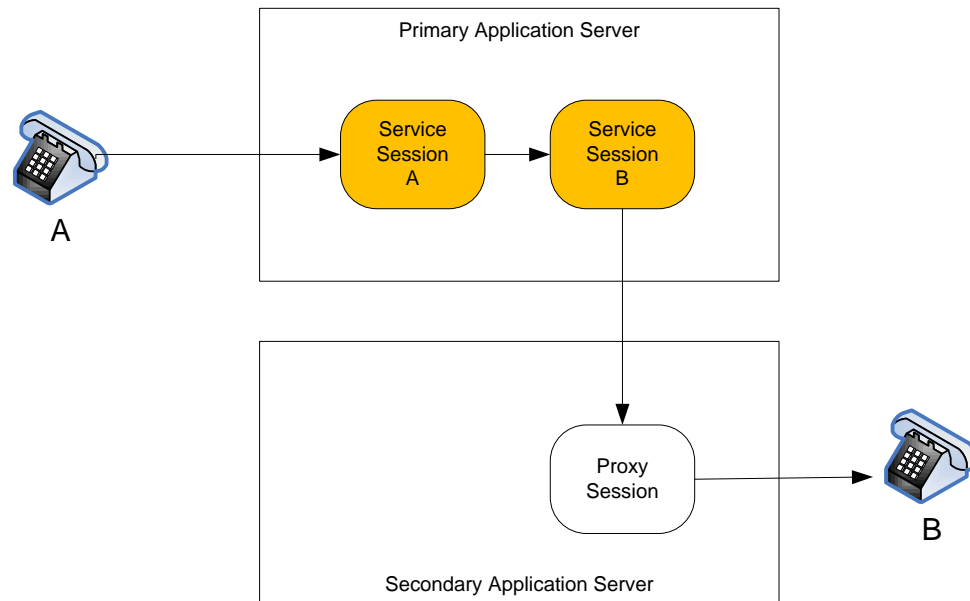 Primary Application Server
Service
Session
A
Service
Session
B
A
Proxy
Session
B
Secondary Application Server